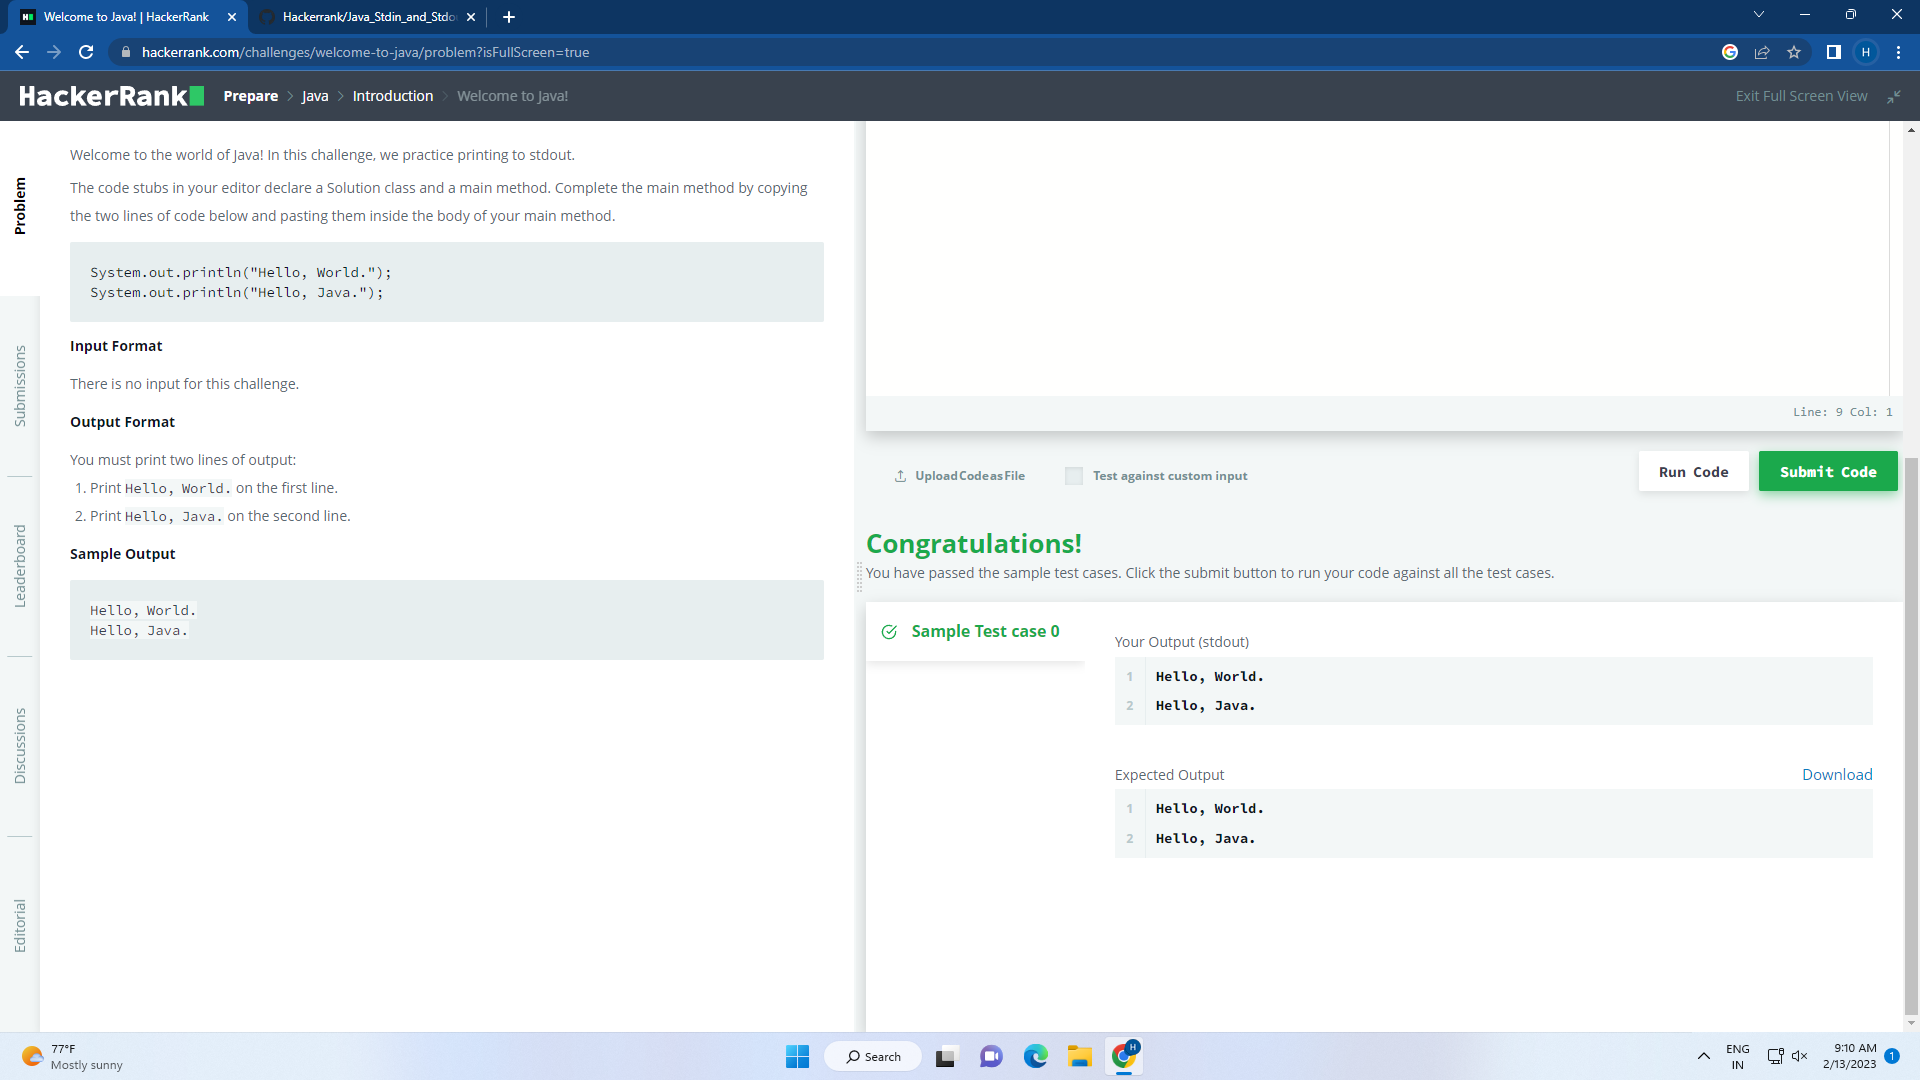 Welcome to Java! | HackerRank
Hackerrank/Java_Stdin_and_Stdo
hackerrank.com/challenges/welcome-to-java/problem?isFullScreen=true
H
HackerRank
Prepare > Java > Introduction > Welcome to Java!
Exit Full Screen View
Problem
Submissions
Leaderboard
Discussions
Editorial
Welcome to the world of Java! In this challenge, we practice printing to stdout.
The code stubs in your editor declare a Solution class and a main method. Complete the main method by copying
the two lines of code below and pasting them inside the body of your main method.
System.out.println("Hello, World.");
System.out.println("Hello, Java.");
Input Format
There is no input for this challenge.
Output Format
You must print two lines of output:
1. Print Hello, World. on the first line.
2. Print Hello, Java. on the second line.
Sample Output
Hello, World.
Hello, Java.
Line: 9 Col: 1
Upload Code as File
Test against custom input
Run Code
Submit Code
Congratulations!
You have passed the sample test cases. Click the submit button to run your code against all the test cases.
Sample Test case 0
Your Output (stdout)
1 Hello, World.
2 Hello, Java.
Expected Output
Download
1 Hello, World.
2 Hello, Java.
77°F
Mostly sunny
Search
H
ENG
IN
9:10 AM
2/13/2023
1